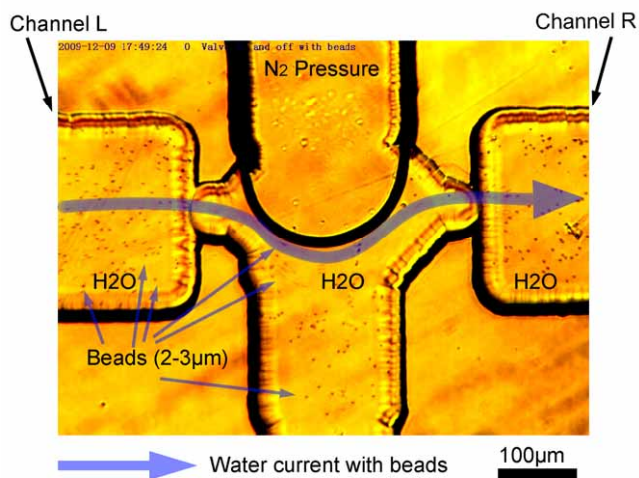 Channel L
Channel R
2009-12-09 17:49:24 0 Valv and off with beads
N2 Pressure
H2O
H2O
H2O
Beads (2-3µm)
Water current with beads
100µm